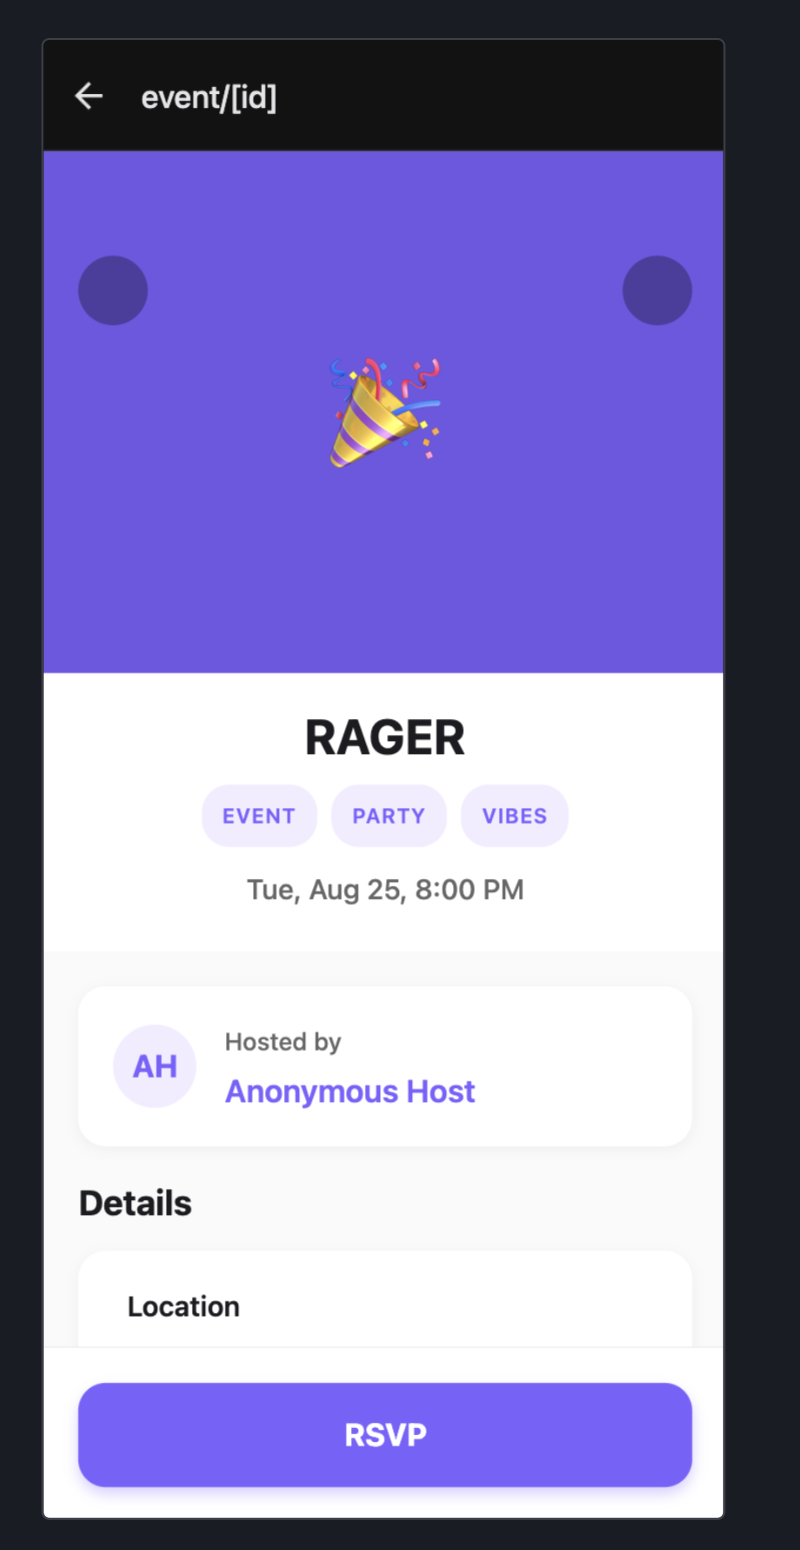 event/[id]
RAGER
EVENT PARTY VIBES
Tue, Aug 25, 8:00 PM
AH
Hosted by
Anonymous Host
Details
Location
RSVP